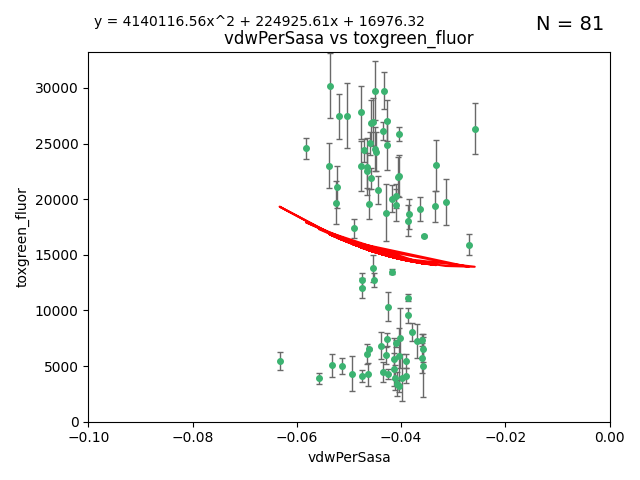 y = 4140116.56x^2 + 224925.61x + 16976.32
N = 81
vdwPerSasa vs toxgreen_fluor
30000
25000
20000
15000
10000
5000
0
toxgreen_fluor
−0.10 −0.08 −0.06 −0.04 −0.02 0.00
vdwPerSasa